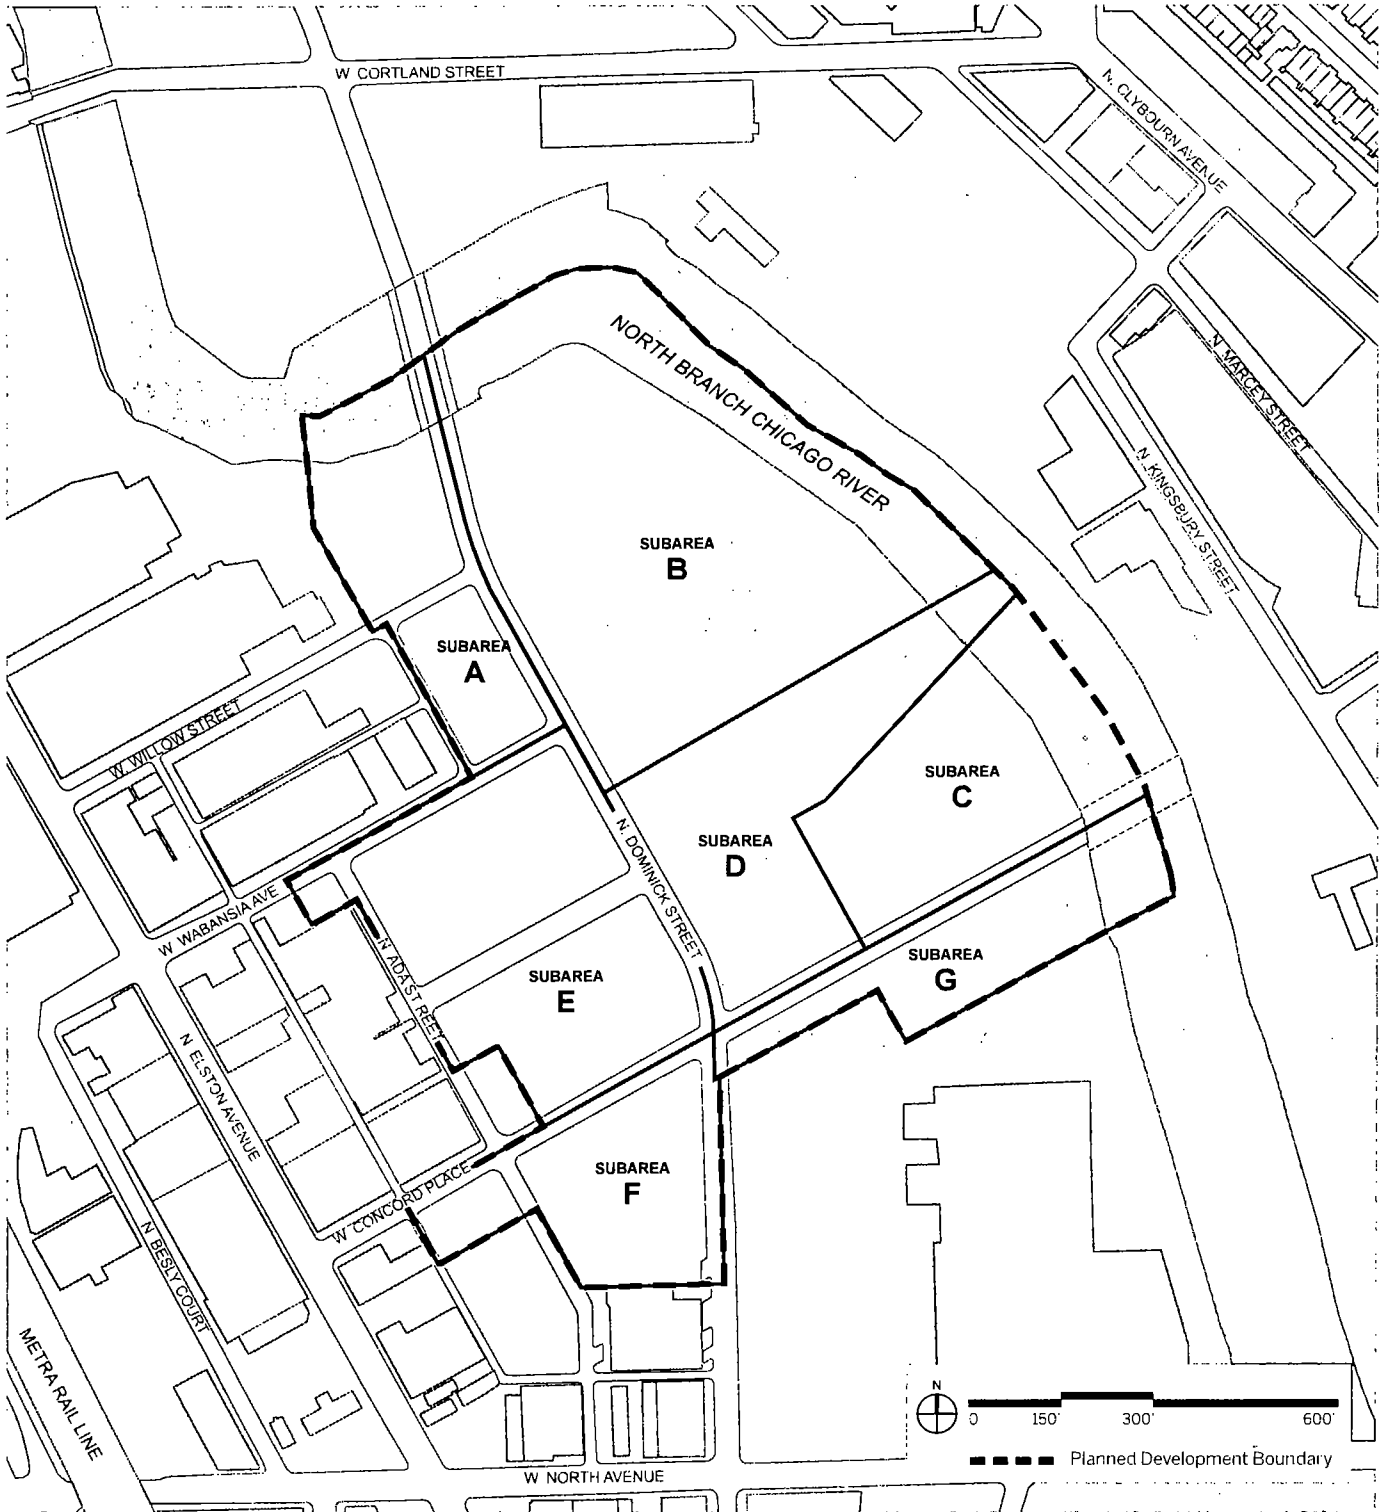 W CORTLAND STREET
N. CLYBOURN AVENUE
NORTH BRANCH CHICAGO RIVER
N MARCEY STREET
N. KINGSBURY STREET
SUBAREA
B
SUBAREA
A
W WILLOW STREET
SUBAREA
C
SUBAREA
D
N. DOMINICK STREET
W WABANSIA AVE
N ADA STREET
SUBAREA
E
SUBAREA
G
N ELSTON AVENUE
SUBAREA
F
W CONCORD PLACE
N BESLY COURT
METRA RAIL LINE
N
0 150' 300' 600'
Planned Development Boundary
W NORTH AVENUE